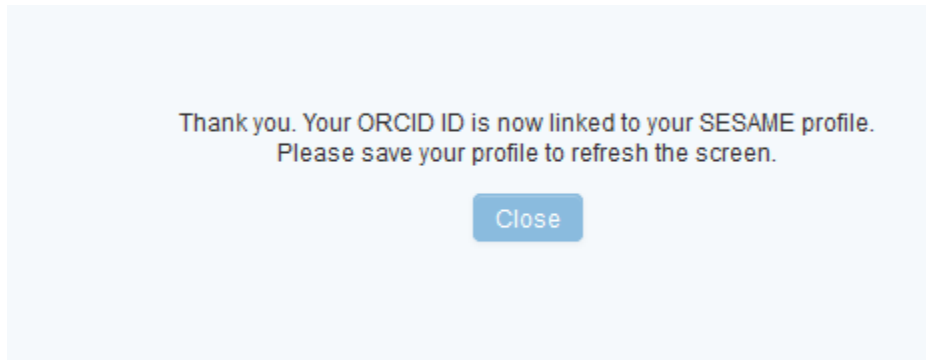 Thank you. Your ORCID ID is now linked to your SESAME profile.
Please save your profile to refresh the screen.
Close